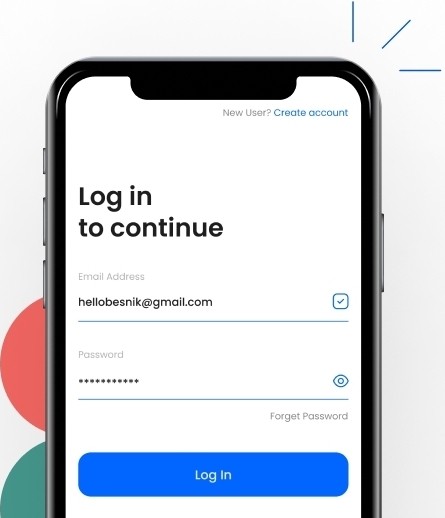 New User? Create account
Log in
to continue
Email Address
hellobesnik@gmail.com
Password
***********
Forget Password
Log In